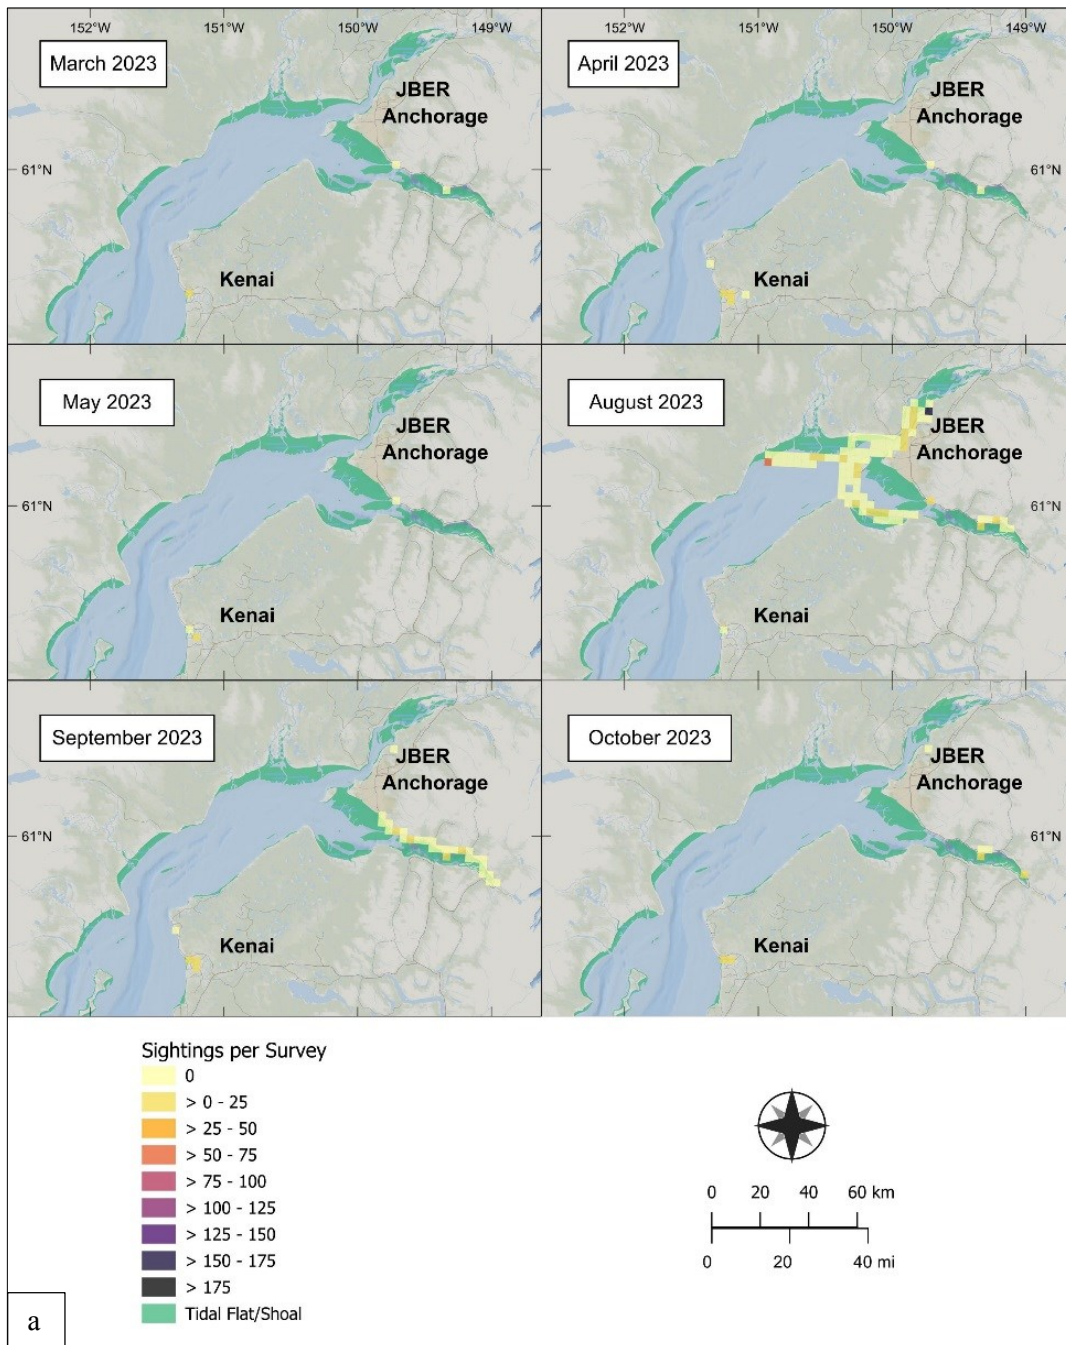 152°W 151°W 150°W 149°W
151°W 150°W 149°W
March 2023
JBER
Anchorage
61°N
Kenai
April 2023
JBER
Anchorage
61°N
Kenai
May 2023
JBER
Anchorage
61°N
Kenai
August 2023
JBER
Anchorage
61°N
Kenai
September 2023
JBER
Anchorage
61°N
Kenai
October 2023
JBER
Anchorage
61°N
Kenai
Sightings per Survey
0
> 0 - 25
> 25 - 50
> 50 - 75
> 75 - 100
> 100 - 125
> 125 - 150
> 150 - 175
> 175
Tidal Flat/Shoal
0 20 40 60 km
0 20 40 mi
a